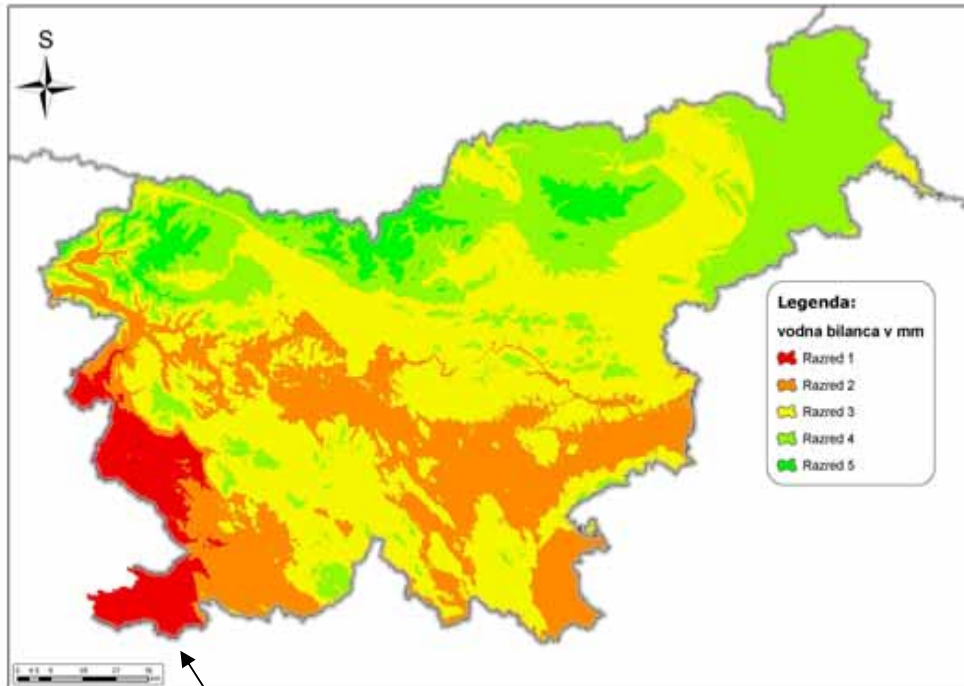 S
Legenda:
vodna bilanca v mm
Razred 1
Razred 2
Razred 3
Razred 4
Razred 5